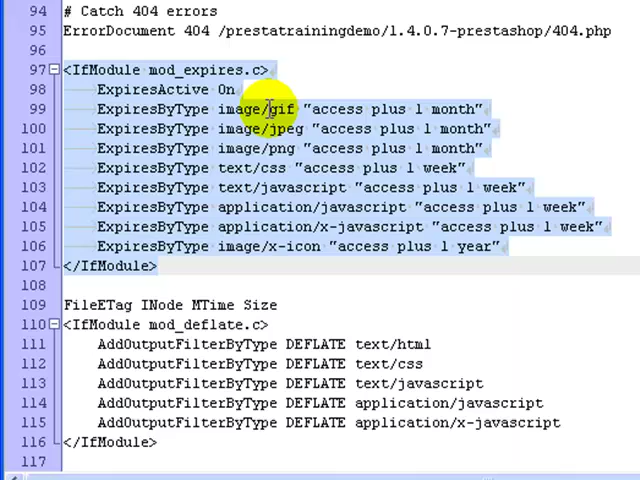 94 # Catch 404 errors
95 ErrorDocument 404 /prestatrainingdemo/1.4.0.7-prestashop/404.php
96
97 <IfModule mod_expires.c>
98 ExpiresActive On
99 ExpiresByType image/gif "access plus 1 month"
100 ExpiresByType image/jpeg "access plus 1 month"
101 ExpiresByType image/png "access plus 1 month"
102 ExpiresByType text/css "access plus 1 week"
103 ExpiresByType text/javascript "access plus 1 week"
104 ExpiresByType application/javascript "access plus 1 week"
105 ExpiresByType application/x-javascript "access plus 1 week"
106 ExpiresByType image/x-icon "access plus 1 year"
107 </IfModule>
108
109 FileETag INode MTime Size
110 <IfModule mod_deflate.c>
111 AddOutputFilterByType DEFLATE text/html
112 AddOutputFilterByType DEFLATE text/css
113 AddOutputFilterByType DEFLATE text/javascript
114 AddOutputFilterByType DEFLATE application/javascript
115 AddOutputFilterByType DEFLATE application/x-javascript
116 </IfModule>
117